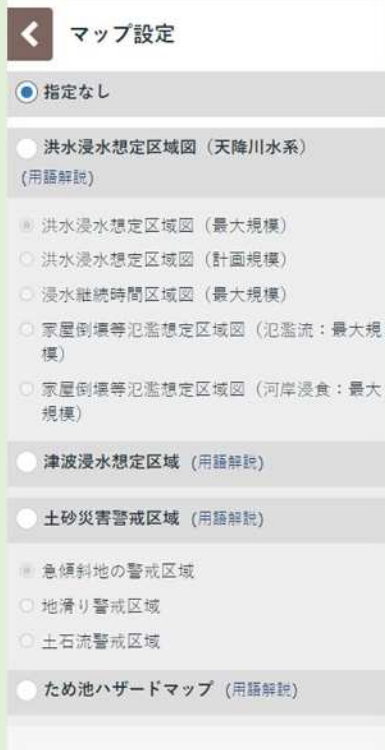 マップ設定
指定なし
洪水浸水想定区域図（天降川水系）
(用語解説)
洪水浸水想定区域図（最大規模）
洪水浸水想定区域図（計画規模）
浸水継続時間区域図（最大規模）
家屋倒壊等氾濫想定区域図（氾濫流：最大規
模）
家屋倒壊等氾濫想定区域図（河岸浸食：最大
規模）
津波浸水想定区域 (用語解説)
土砂災害警戒区域 (用語解説)
急傾斜地の警戒区域
地滑り警戒区域
土石流警戒区域
ため池ハザードマップ (用語解説)